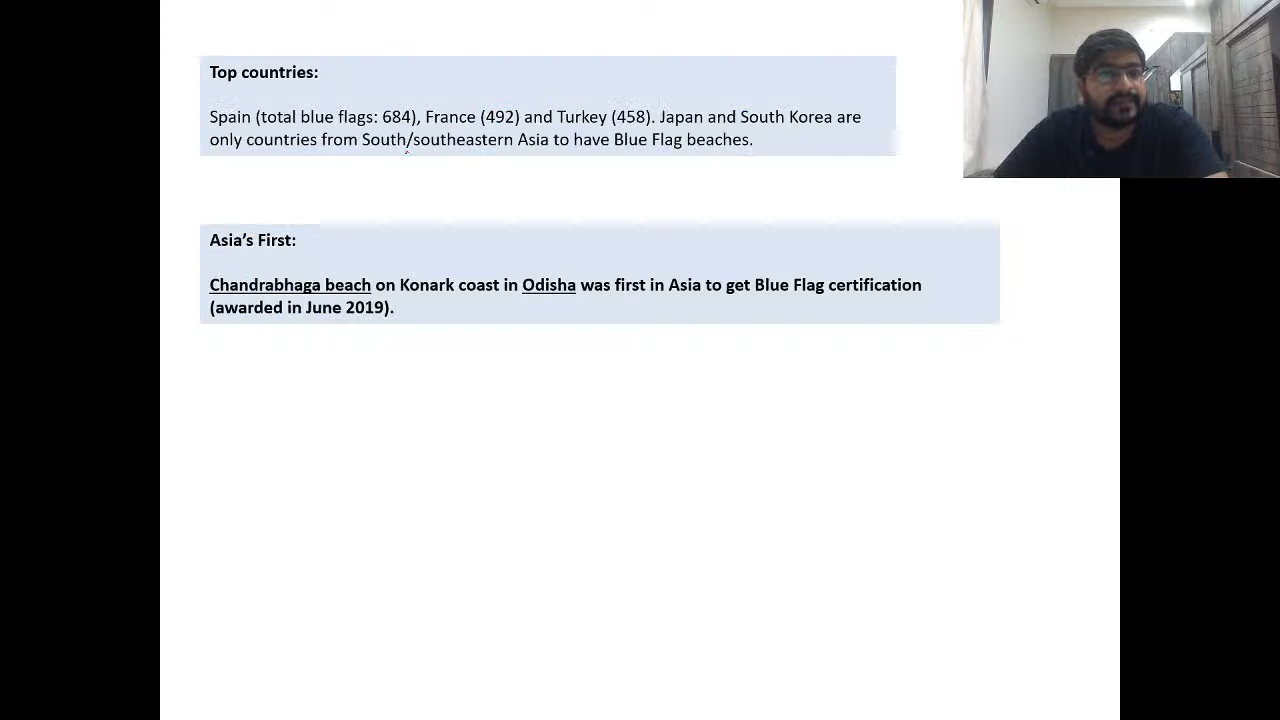 Top countries:
Spain (total blue flags: 684), France (492) and Turkey (458). Japan and South Korea are
only countries from South/southeastern Asia to have Blue Flag beaches.
Asia's First:
Chandrabhaga beach on Konark coast in Odisha was first in Asia to get Blue Flag certification
(awarded in June 2019).